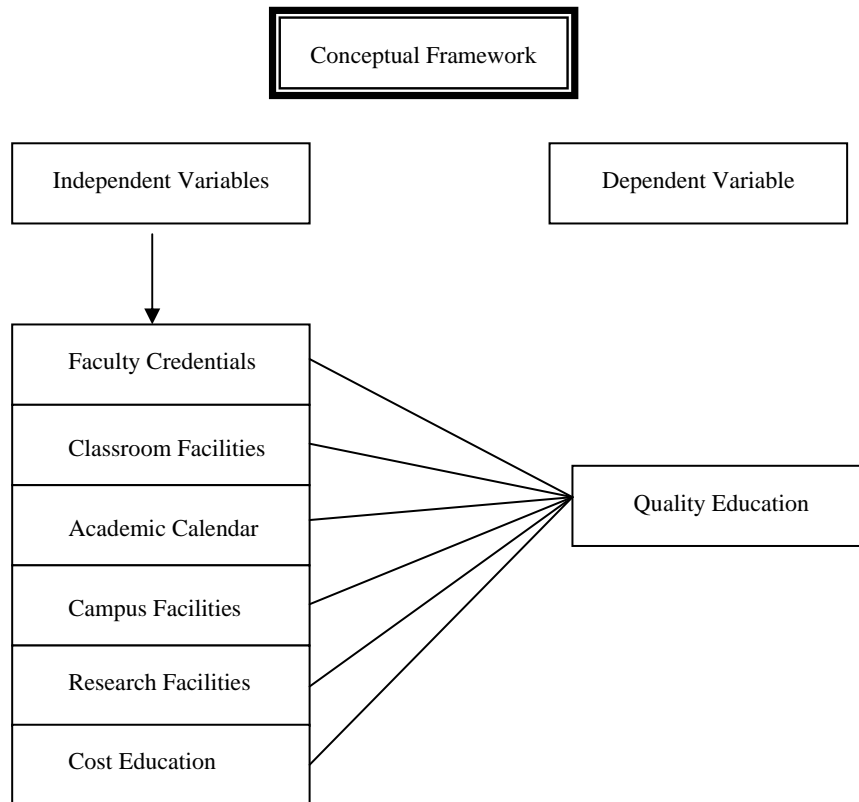 Conceptual Framework
Independent Variables
Dependent Variable
Faculty Credentials
Classroom Facilities
Academic Calendar
Campus Facilities
Research Facilities
Cost Education
Quality Education